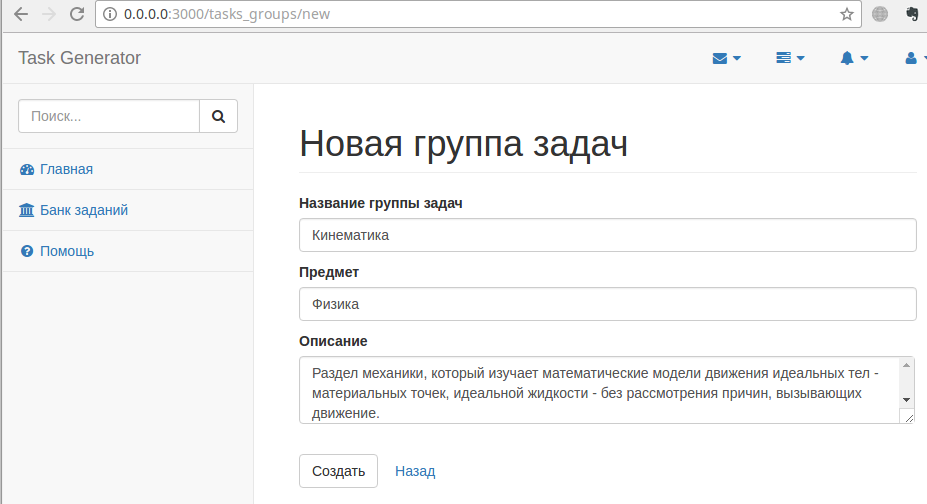 0.0.0.0:3000/tasks_groups/new
Task Generator
Поиск...
Главная
Банк заданий
Помощь
Новая группа задач
Название группы задач
Кинематика
Предмет
Физика
Описание
Раздел механики, который изучает математические модели движения идеальных тел -
материальных точек, идеальной жидкости - без рассмотрения причин, вызывающих
движение.
Создать Назад